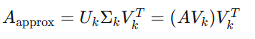 A_approx = U_k Σ_k V_k^T = (AV_k)V_k^T